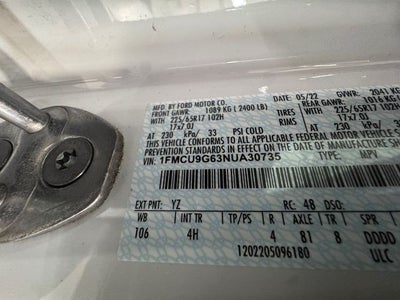 MFD. BY FORD MOTOR CO. DATE: 05/22 GVWR: 2041 KG
FRONT GAWR: 1089 KG (2400 LB) REAR GAWR: 1016 KG
WITH 225/65R17 102H TIRES WITH 225/65R17
17x7.0J RIMS 17x7.0J
AT 230 kPa/ 33 PSI COLD AT 230 kPa/
THIS VEHICLE CONFORMS TO ALL APPLICABLE FEDERAL MOTOR VEHICLE SAFETY
PREVENTION STANDARDS IN EFFECT ON THE DATE OF
VIN: 1FMCU9G63NUA30735 TYPE: MPV
EXT PNT: YZ RC: 48 DSO:
WB INT TR TP/PS R AXLE TR SPR
106 4H 4 81 8 DDDD
1202205096180 ULC